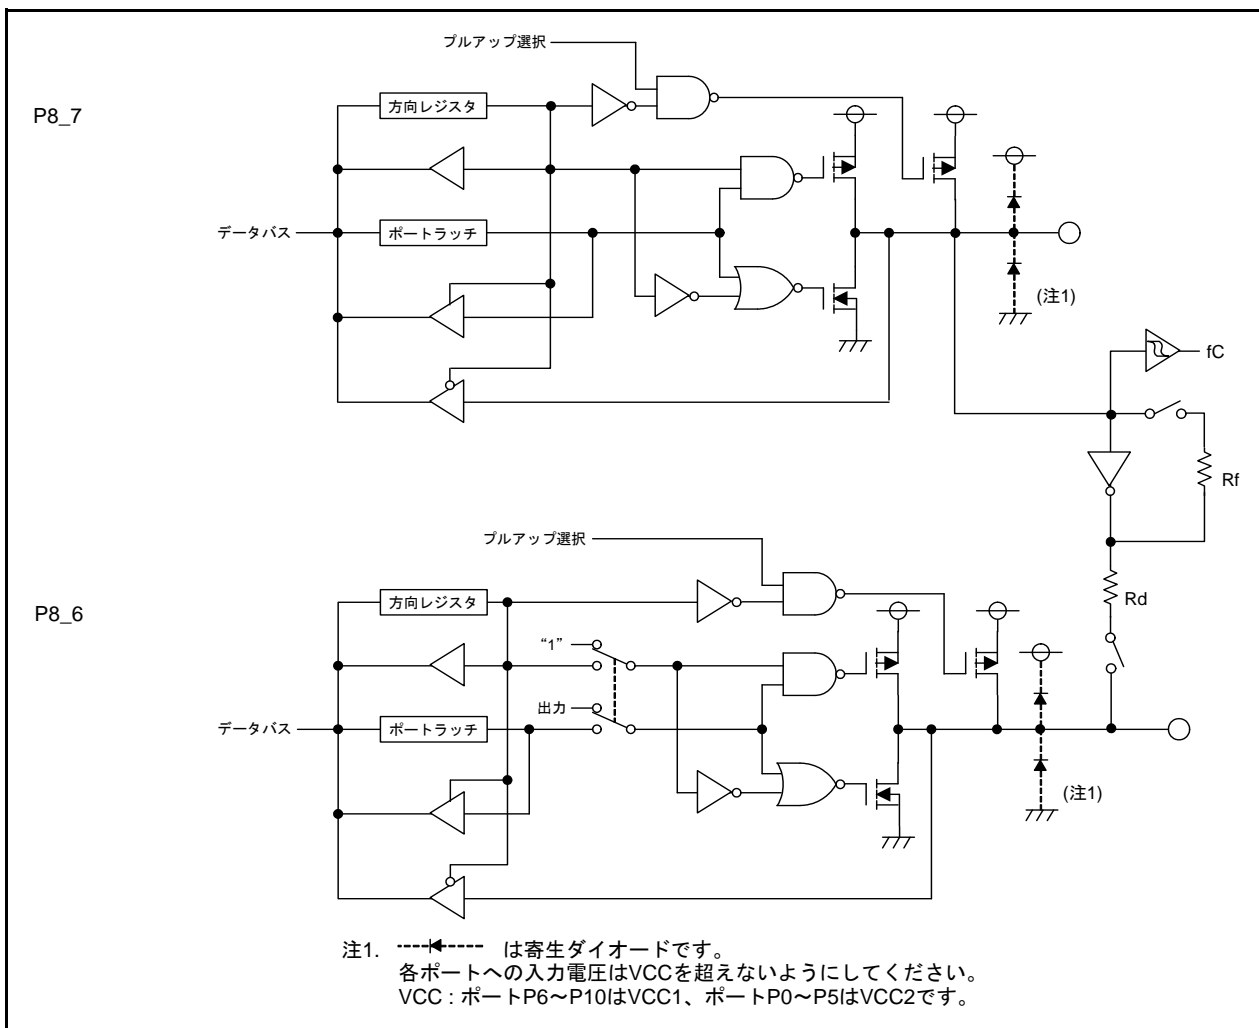 プルアップ選択
P8_7
方向レジスタ
データバス
ポートラッチ
(注1)
fC
Rf
プルアップ選択
P8_6
方向レジスタ
Rd
“1”
出力
データバス
ポートラッチ
(注1)
注1. は寄生ダイオードです。
各ポートへの入力電圧はVCCを超えないようにしてください。
VCC : ポートP6～P10はVCC1、ポートP0～P5はVCC2です。